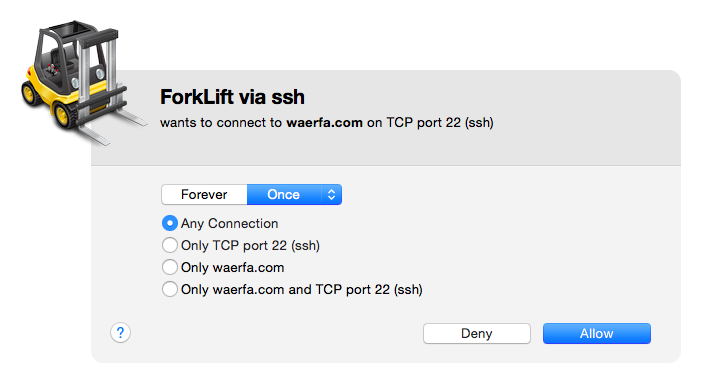 ForkLift via ssh
wants to connect to waerfa.com on TCP port 22 (ssh)
Forever Once
Any Connection
Only TCP port 22 (ssh)
Only waerfa.com
Only waerfa.com and TCP port 22 (ssh)
? Deny Allow